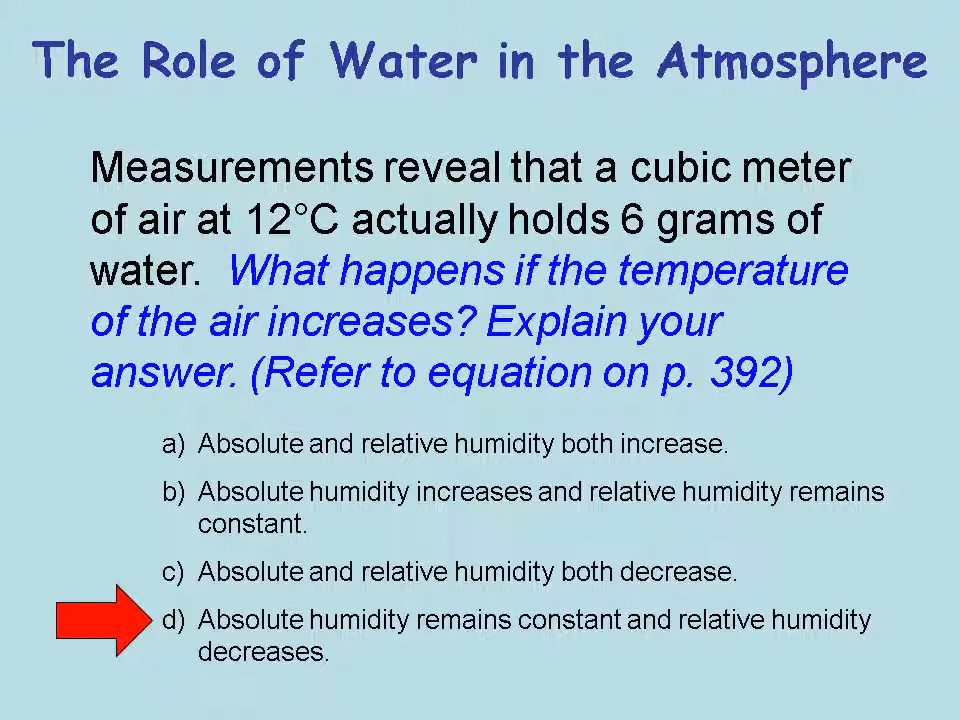 The Role of Water in the Atmosphere
Measurements reveal that a cubic meter
of air at 12°C actually holds 6 grams of
water. What happens if the temperature
of the air increases? Explain your
answer. (Refer to equation on p. 392)
a) Absolute and relative humidity both increase.
b) Absolute humidity increases and relative humidity remains
constant.
c) Absolute and relative humidity both decrease.
d) Absolute humidity remains constant and relative humidity
decreases.